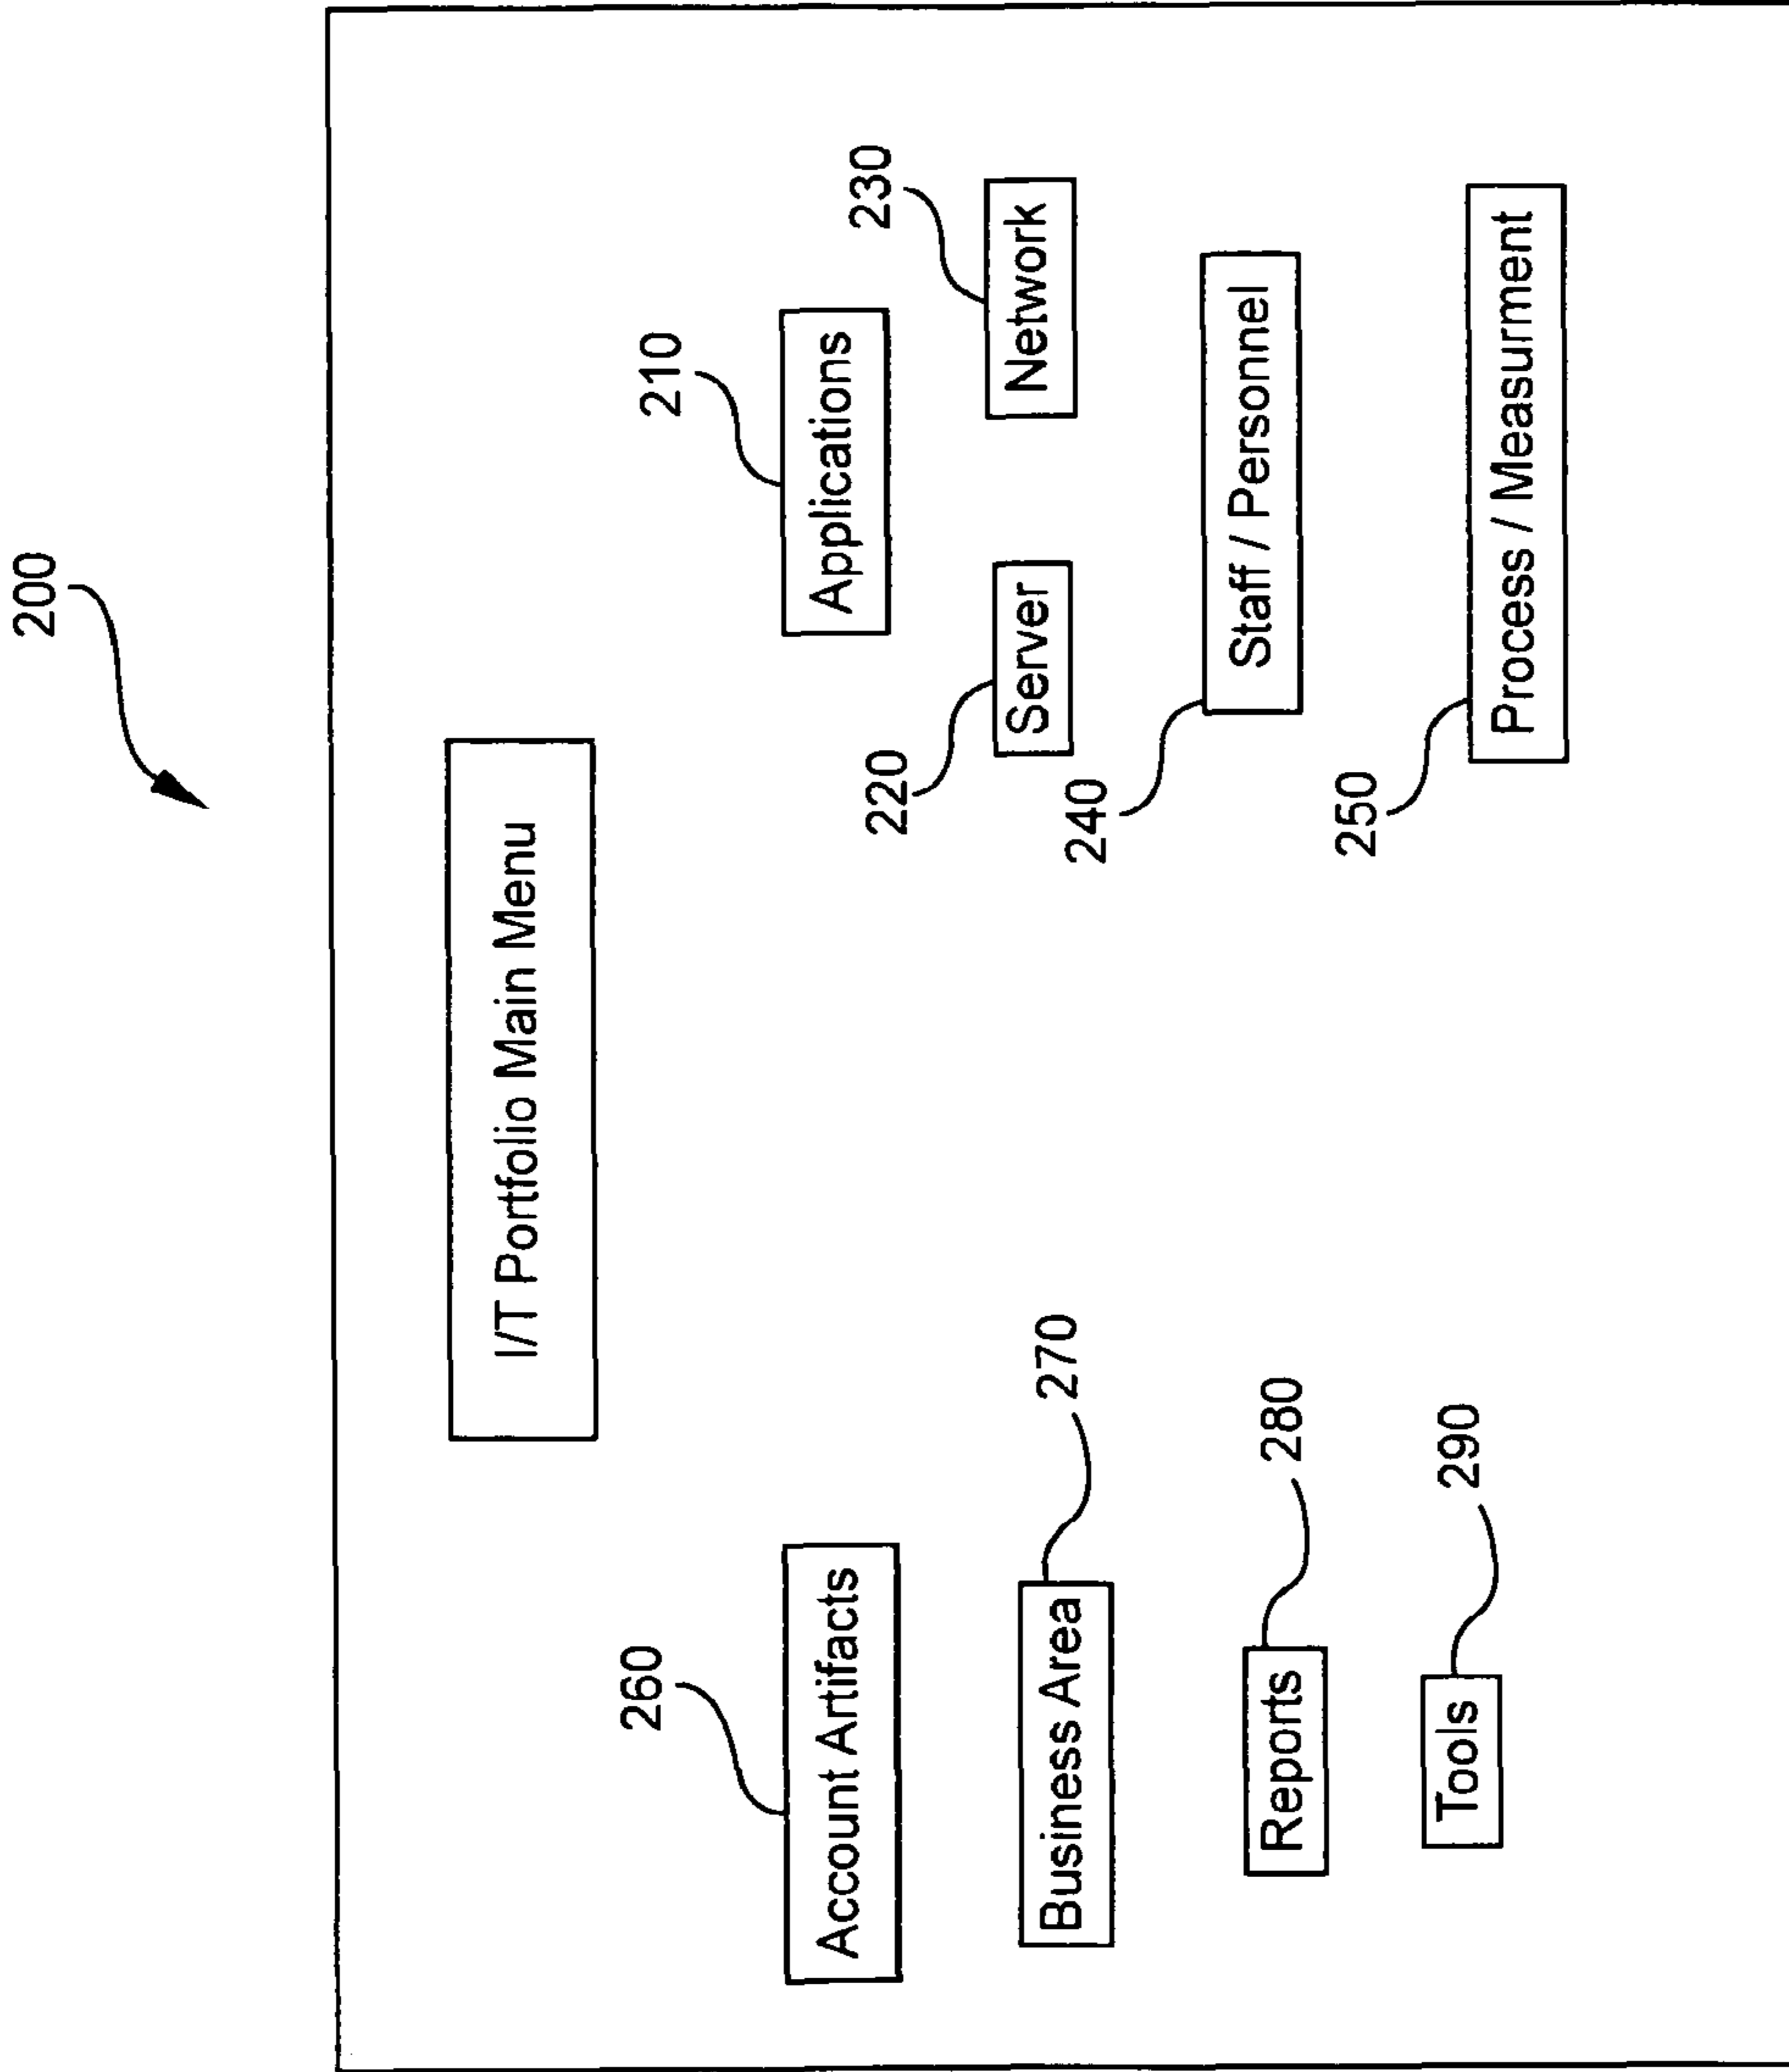 200
I/T Portfolio Main Menu
260
210
Account Artifacts
Applications
220
230
270
Business Area
Server
Network
240
280
Reports
Staff / Personnel
250
290
Tools
Process / Measurment